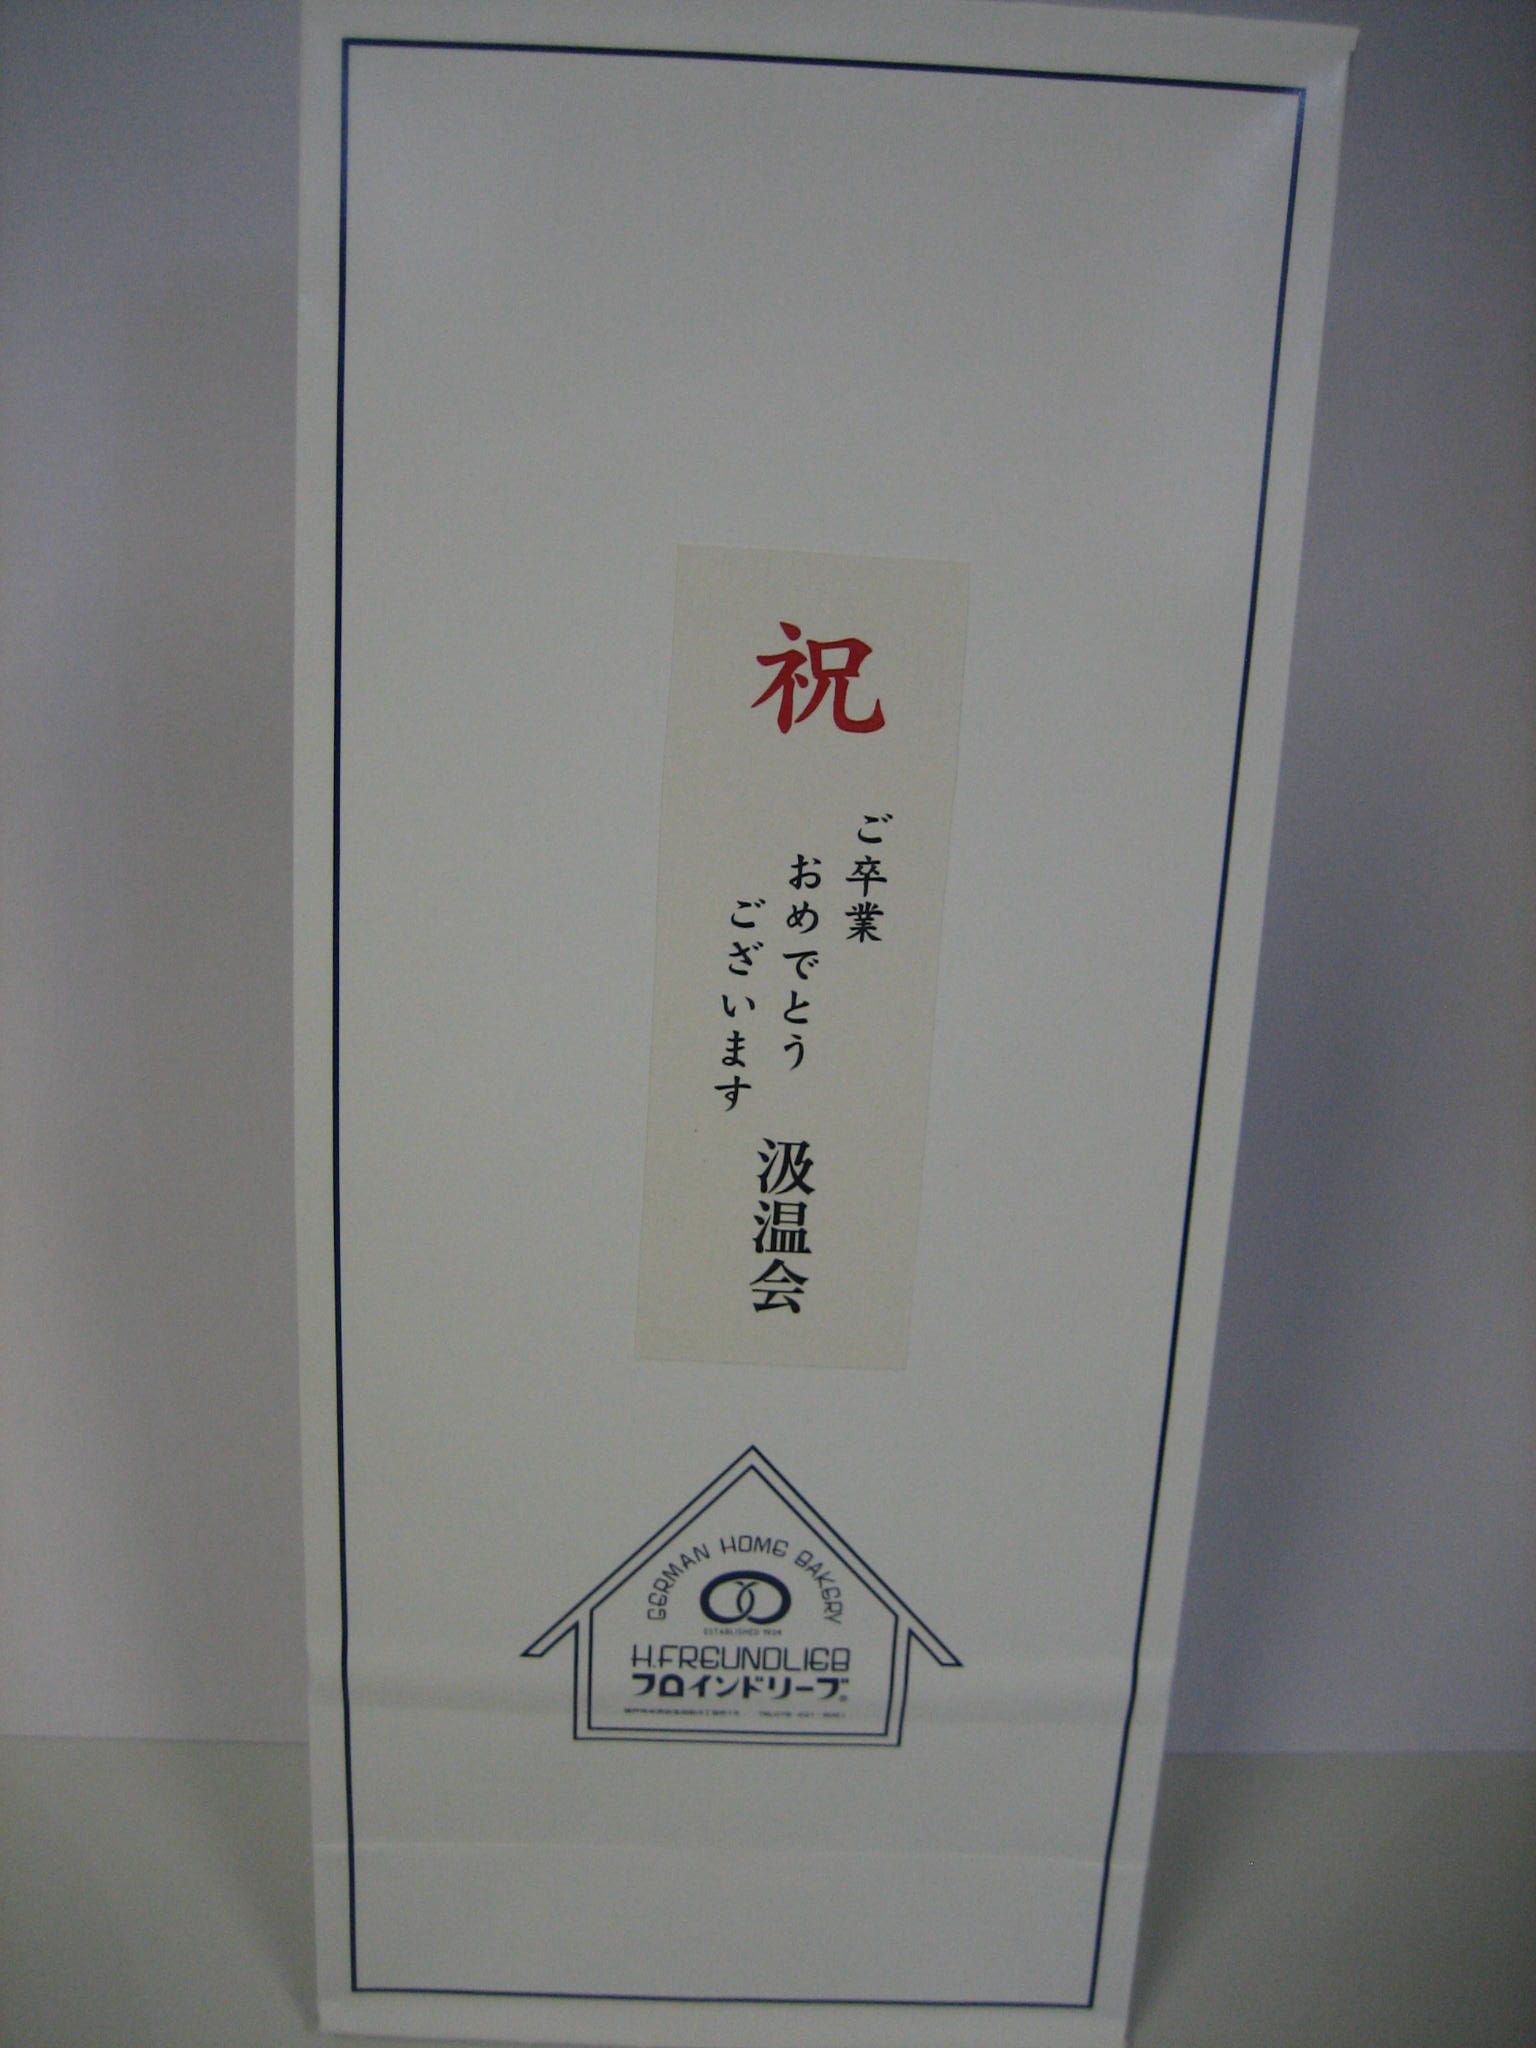 祝
ご卒業
おめでとう
ございます
汲温会
GERMAN HOME BAKERY
ESTABLISHED 1924
H.FREUNDLIEB
フロインドリーブ®